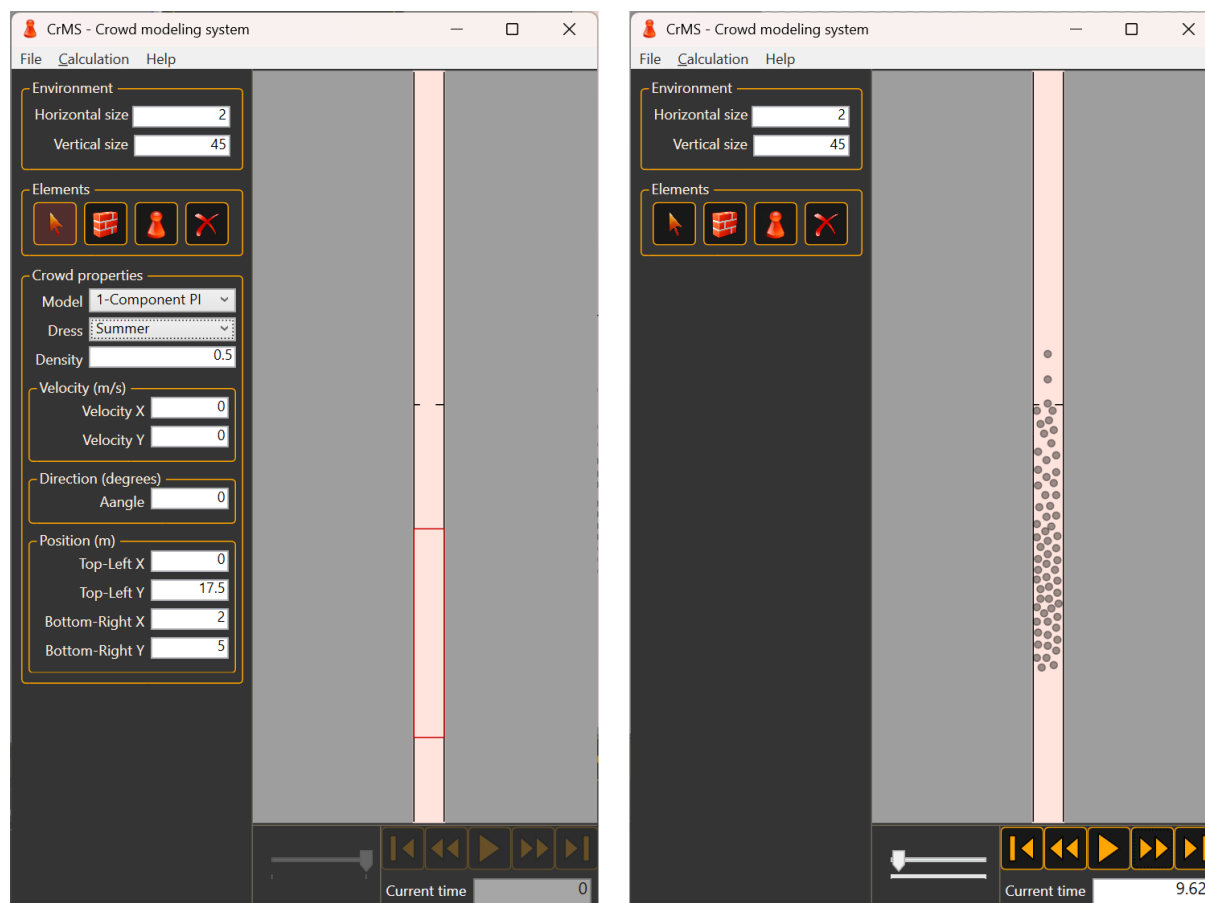 CrMS - Crowd modeling system
File Calculation Help
Environment
Horizontal size 2
Vertical size 45
Elements
Crowd properties
Model 1-Component PI
Dress Summer
Density 0.5
Velocity (m/s)
Velocity X 0
Velocity Y 0
Direction (degrees)
Aangle 0
Position (m)
Top-Left X 0
Top-Left Y 17.5
Bottom-Right X 2
Bottom-Right Y 5
Current time 0
CrMS - Crowd modeling system
File Calculation Help
Environment
Horizontal size 2
Vertical size 45
Elements
Current time 9.62